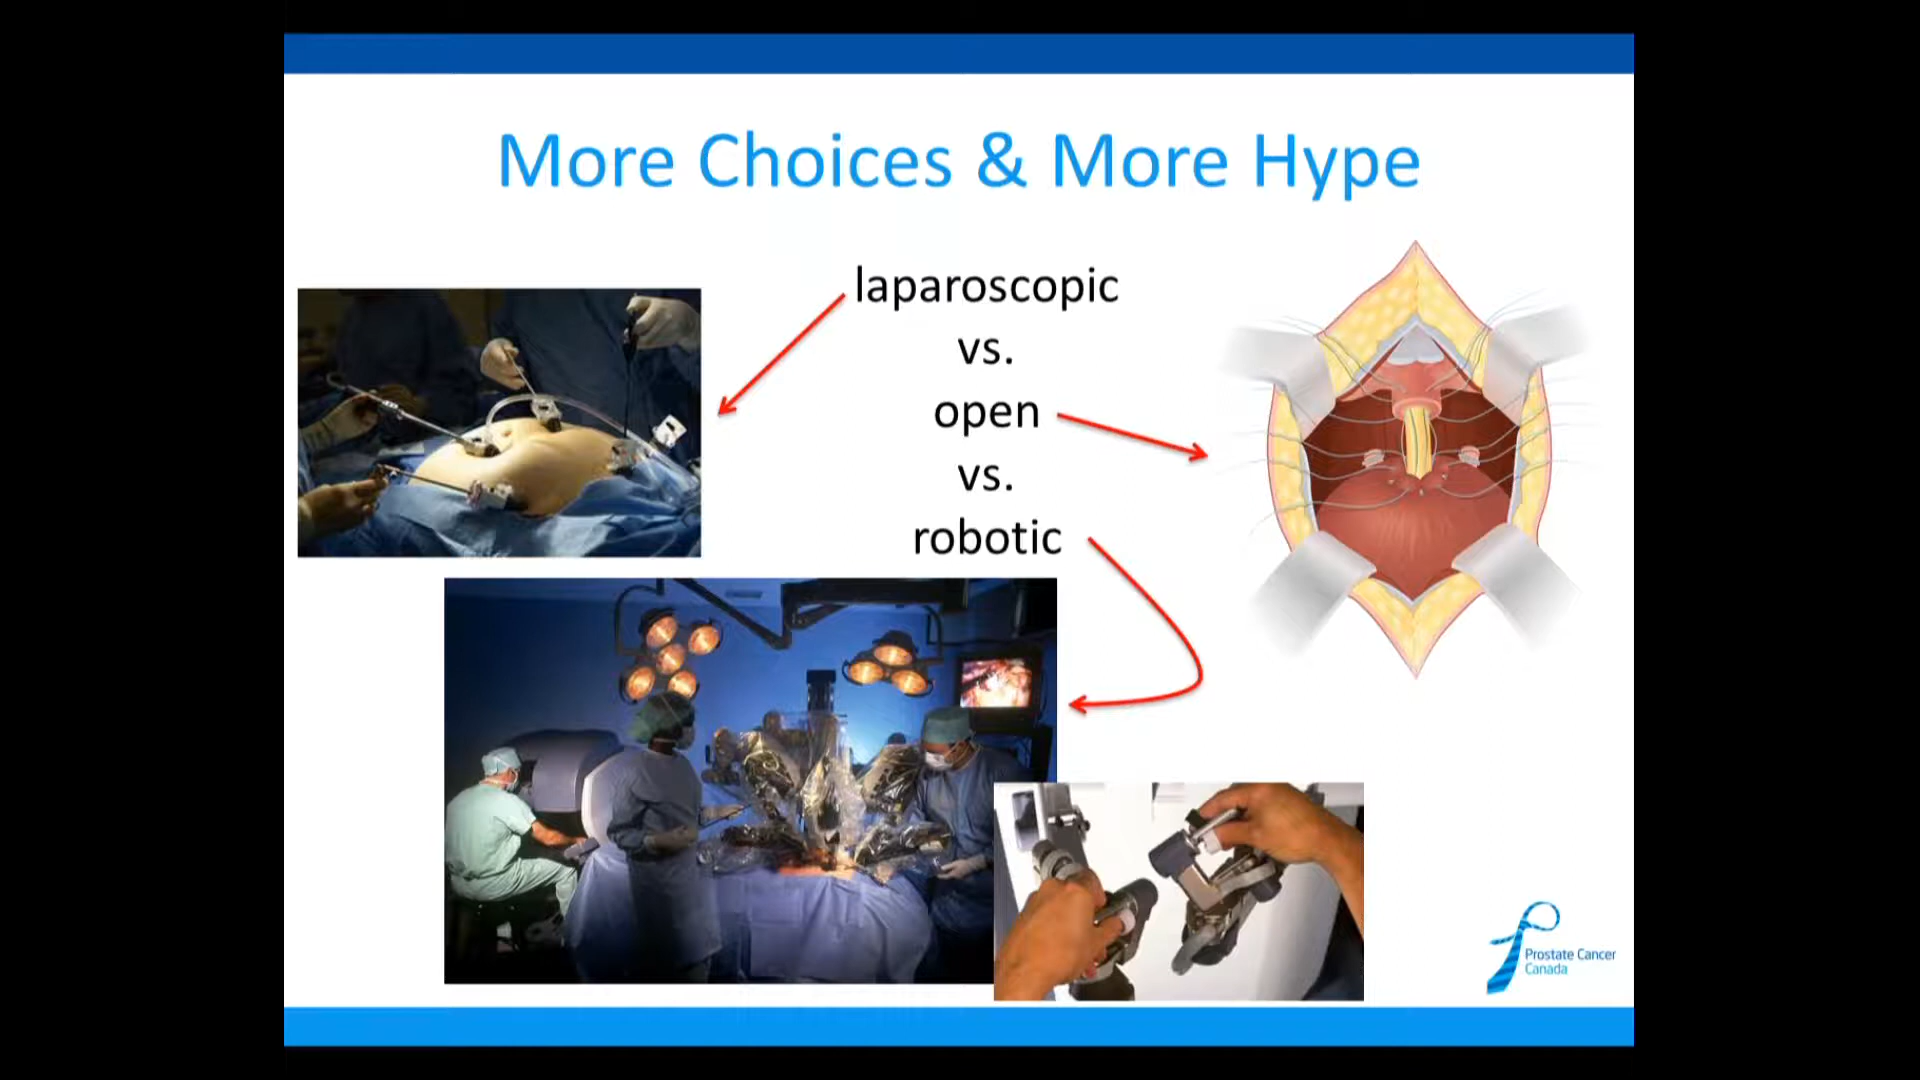 More Choices & More Hype
laparoscopic
vs.
open
vs.
robotic
Prostate Cancer
Canada